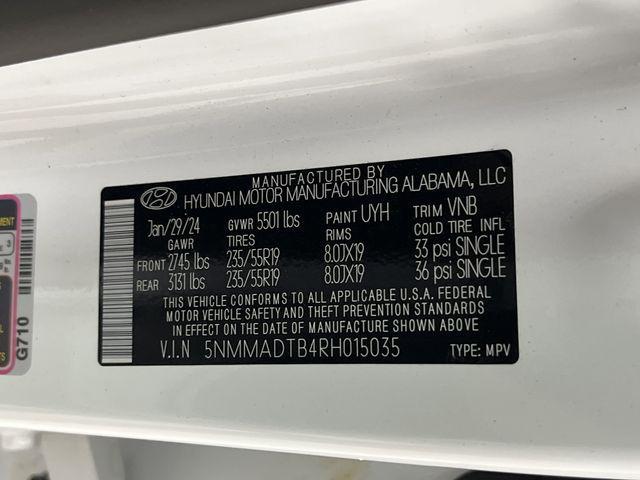 MANUFACTURED BY
HYUNDAI MOTOR MANUFACTURING ALABAMA, LLC
Jan/29/24 GVWR 5501 lbs PAINT UYH TRIM VNB
GAWR TIRES RIMS COLD TIRE INFL
FRONT 2745 lbs 235/55R19 8.0JX19 33 psi SINGLE
REAR 3131 lbs 235/55R19 8.0JX19 36 psi SINGLE
THIS VEHICLE CONFORMS TO ALL APPLICABLE U.S.A. FEDERAL
MOTOR VEHICLE SAFETY AND THEFT PREVENTION STANDARDS
IN EFFECT ON THE DATE OF MANUFACTURE SHOWN ABOVE.
V.I.N 5NMMADTB4RH015035 TYPE: MPV
G710